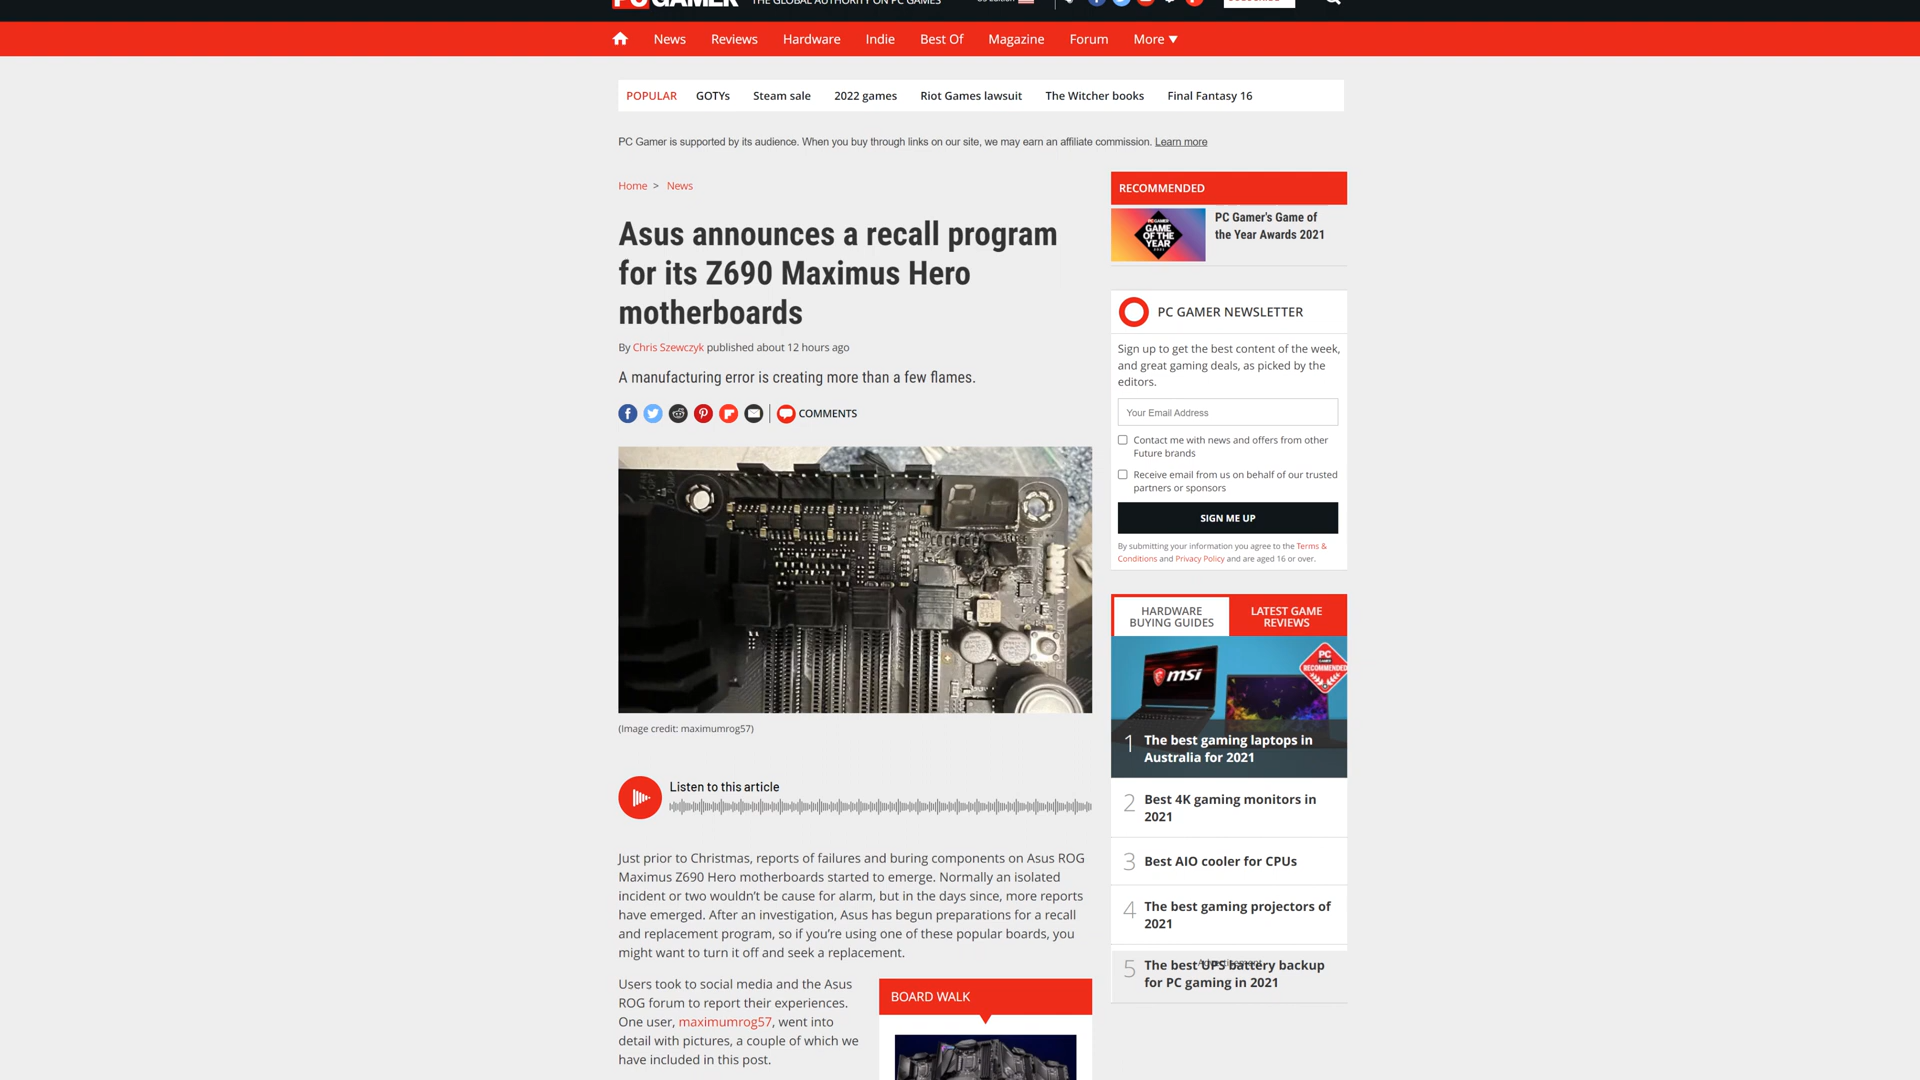 PC GAMER THE GLOBAL AUTHORITY ON PC GAMES
News Reviews Hardware Indie Best Of Magazine Forum More ▼
POPULAR GOTYs Steam sale 2022 games Riot Games lawsuit The Witcher books Final Fantasy 16
PC Gamer is supported by its audience. When you buy through links on our site, we may earn an affiliate commission. Learn more
Home > News
Asus announces a recall program
for its Z690 Maximus Hero
motherboards
By Chris Szewczyk published about 12 hours ago
A manufacturing error is creating more than a few flames.
COMMENTS
(Image credit: maximumrog57)
Listen to this article
Just prior to Christmas, reports of failures and buring components on Asus ROG
Maximus Z690 Hero motherboards started to emerge. Normally an isolated
incident or two wouldn't be cause for alarm, but in the days since, more reports
have emerged. After an investigation, Asus has begun preparations for a recall
and replacement program, so if you're using one of these popular boards, you
might want to turn it off and seek a replacement.
Users took to social media and the Asus
ROG forum to report their experiences.
One user, maximumrog57, went into
detail with pictures, a couple of which we
have included in this post.
BOARD WALK
RECOMMENDED
GAME
OF THE
YEAR
PC Gamer's Game of
the Year Awards 2021
PC GAMER NEWSLETTER
Sign up to get the best content of the week,
and great gaming deals, as picked by the
editors.
Your Email Address
Contact me with news and offers from other
Future brands
Receive email from us on behalf of our trusted
partners or sponsors
SIGN ME UP
By submitting your information you agree to the Terms &
Conditions and Privacy Policy and are aged 16 or over.
HARDWARE
BUYING GUIDES
LATEST GAME
REVIEWS
msi
PC
GAMER
RECOMMENDED
1 The best gaming laptops in
Australia for 2021
2 Best 4K gaming monitors in
2021
3 Best AIO cooler for CPUs
4 The best gaming projectors of
2021
Advertisement
5 The best UPS battery backup
for PC gaming in 2021